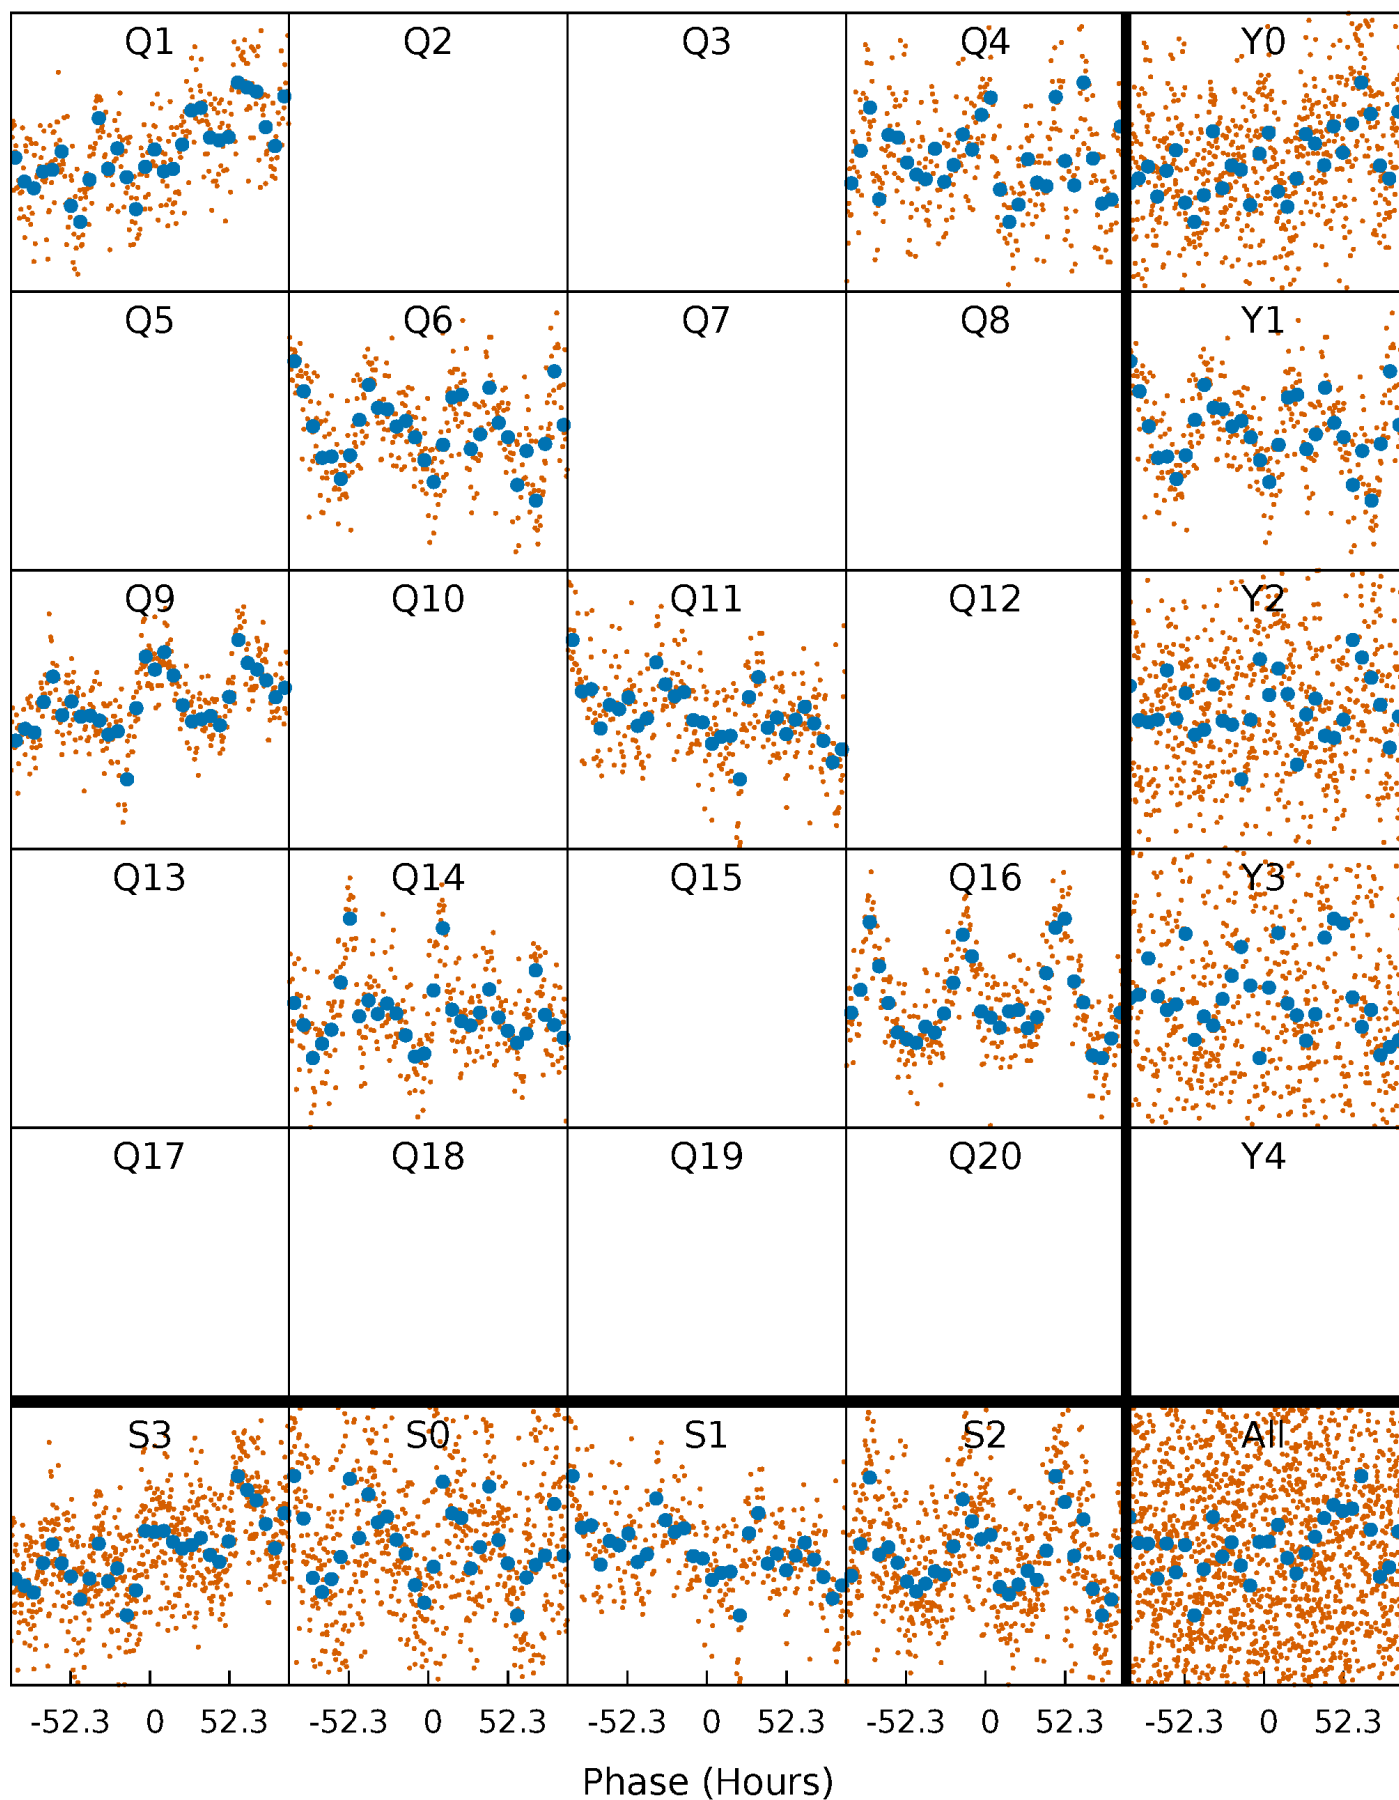 Q1 Q2 Q3 Q4 Y0
Q5 Q6 Q7 Q8 Y1
Q9 Q10 Q11 Q12 Y2
Q13 Q14 Q15 Q16 Y3
Q17 Q18 Q19 Q20 Y4
S3 S0 S1 S2 All
-52.3 0 52.3 -52.3 0 52.3 -52.3 0 52.3 -52.3 0 52.3 -52.3 0 52.3
Phase (Hours)